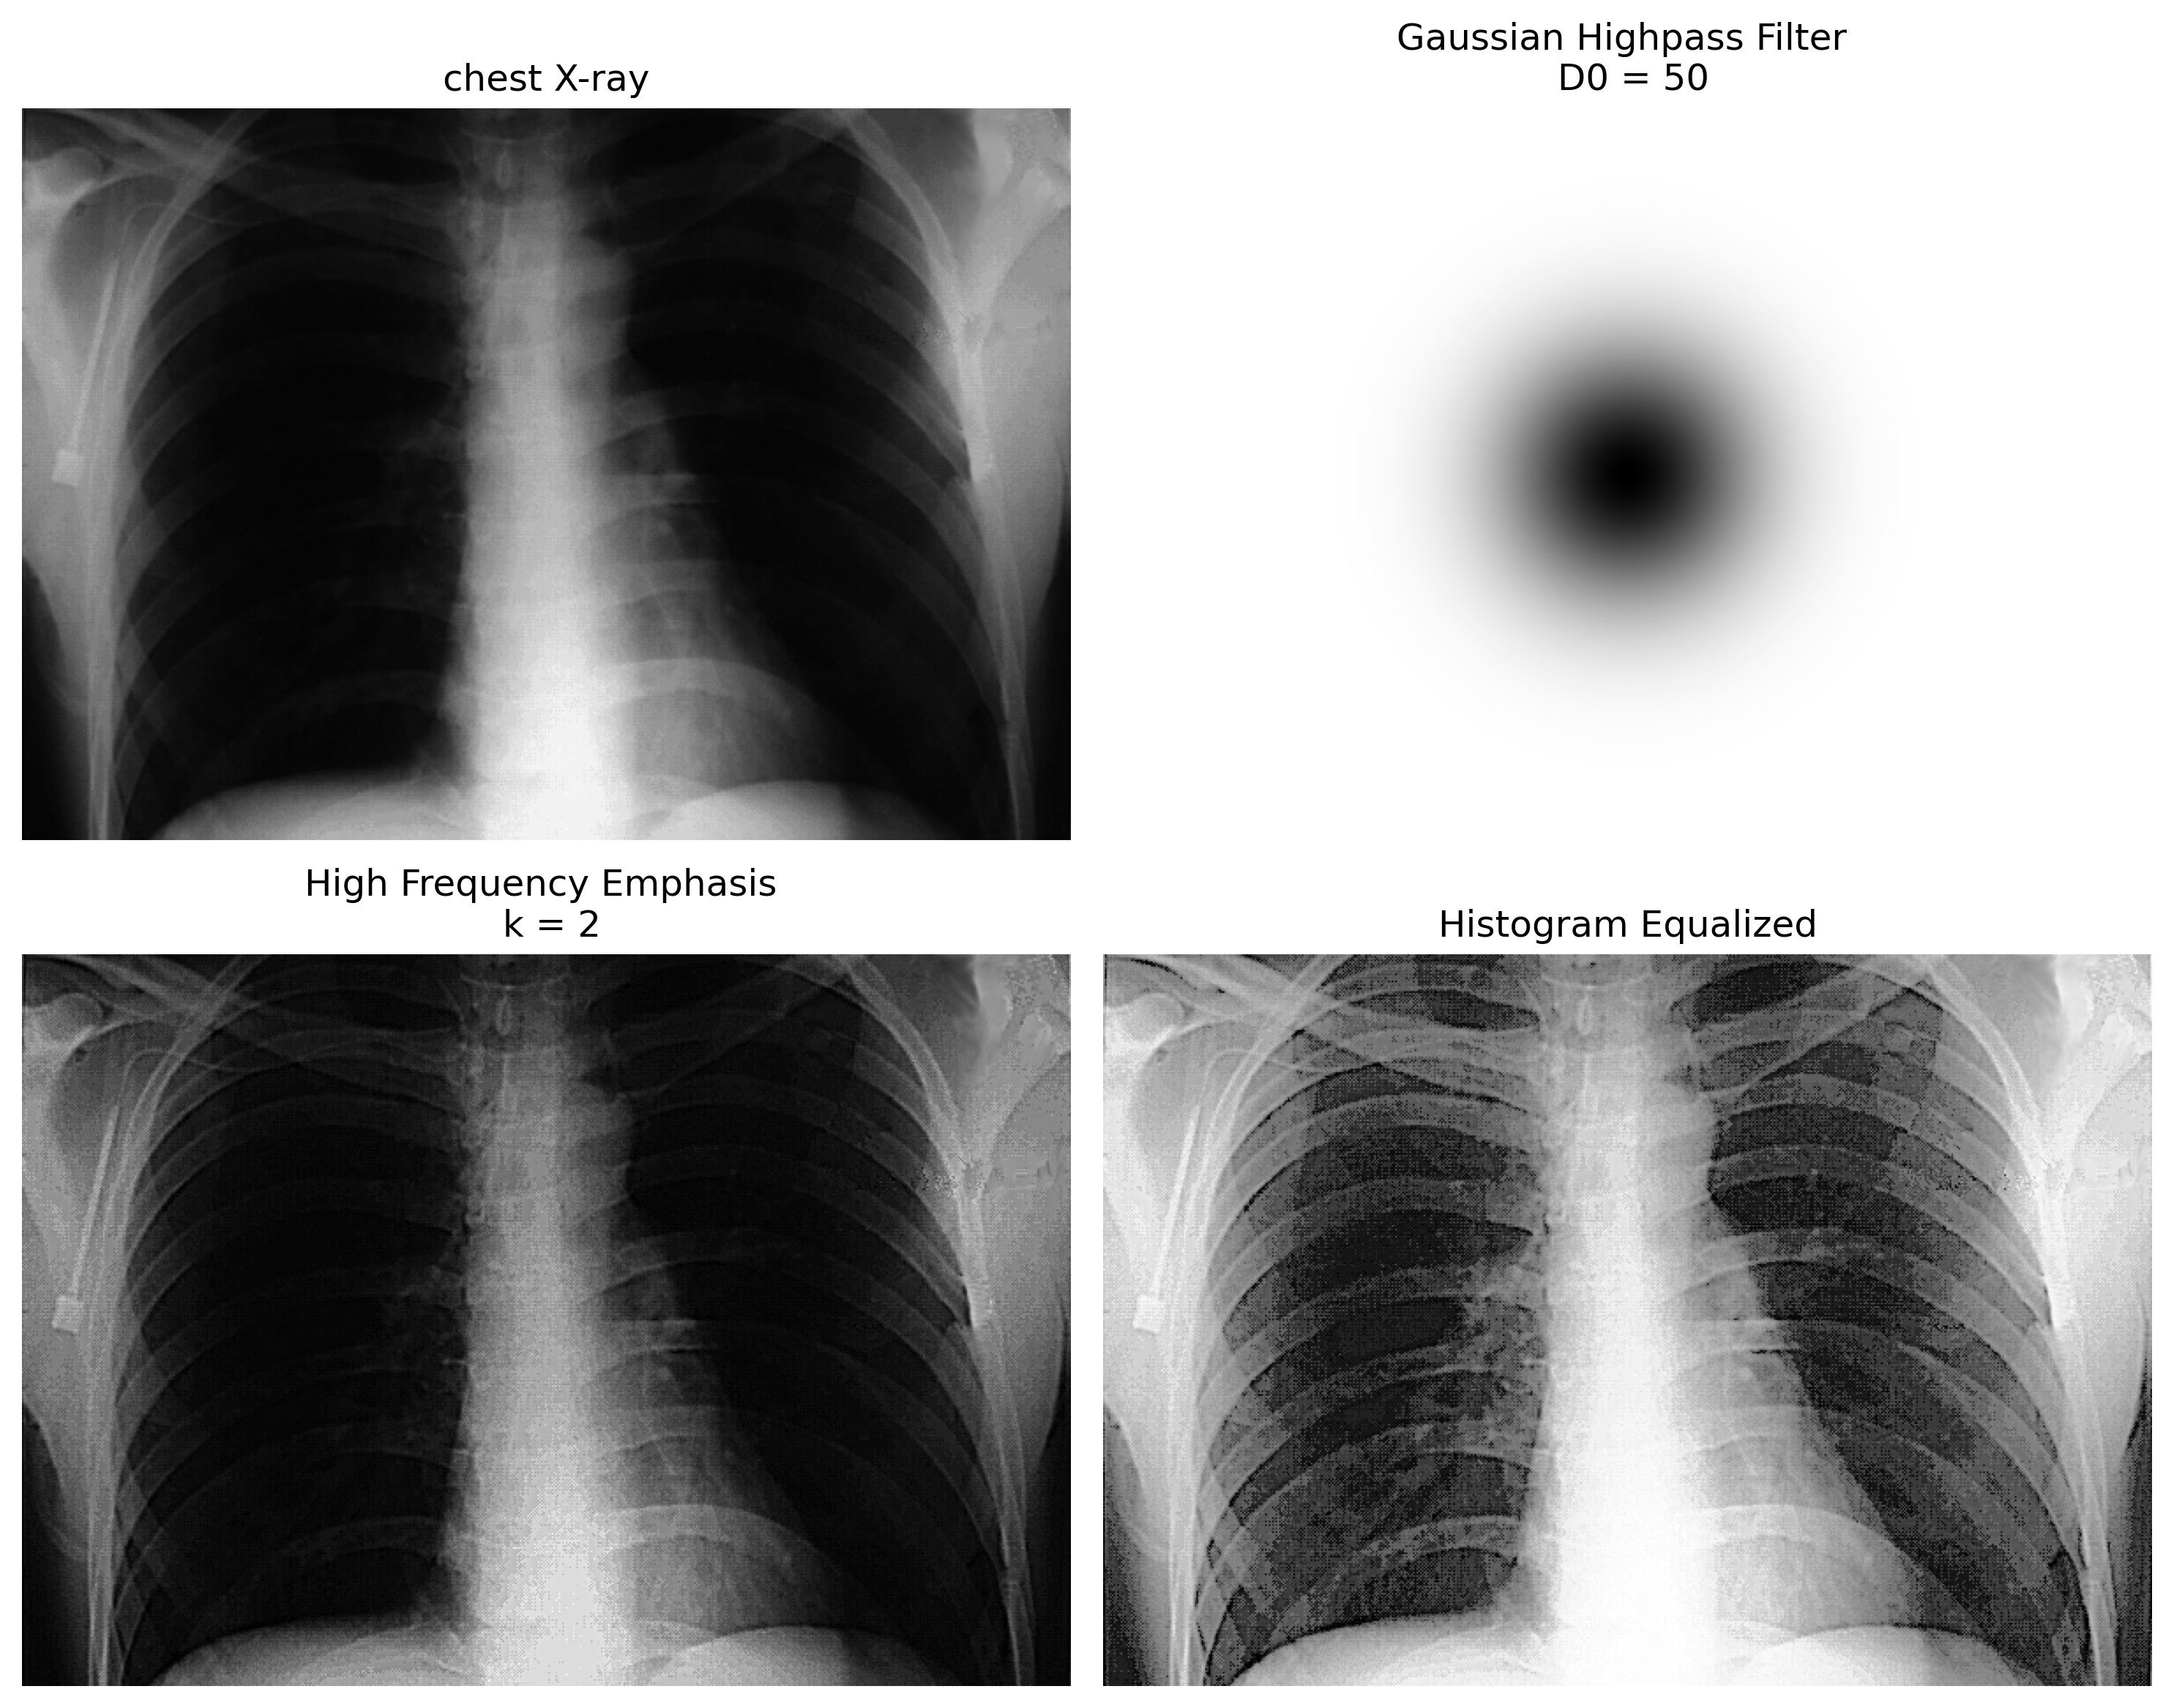 chest X-ray
Gaussian Highpass Filter
D0 = 50
High Frequency Emphasis
k = 2
Histogram Equalized